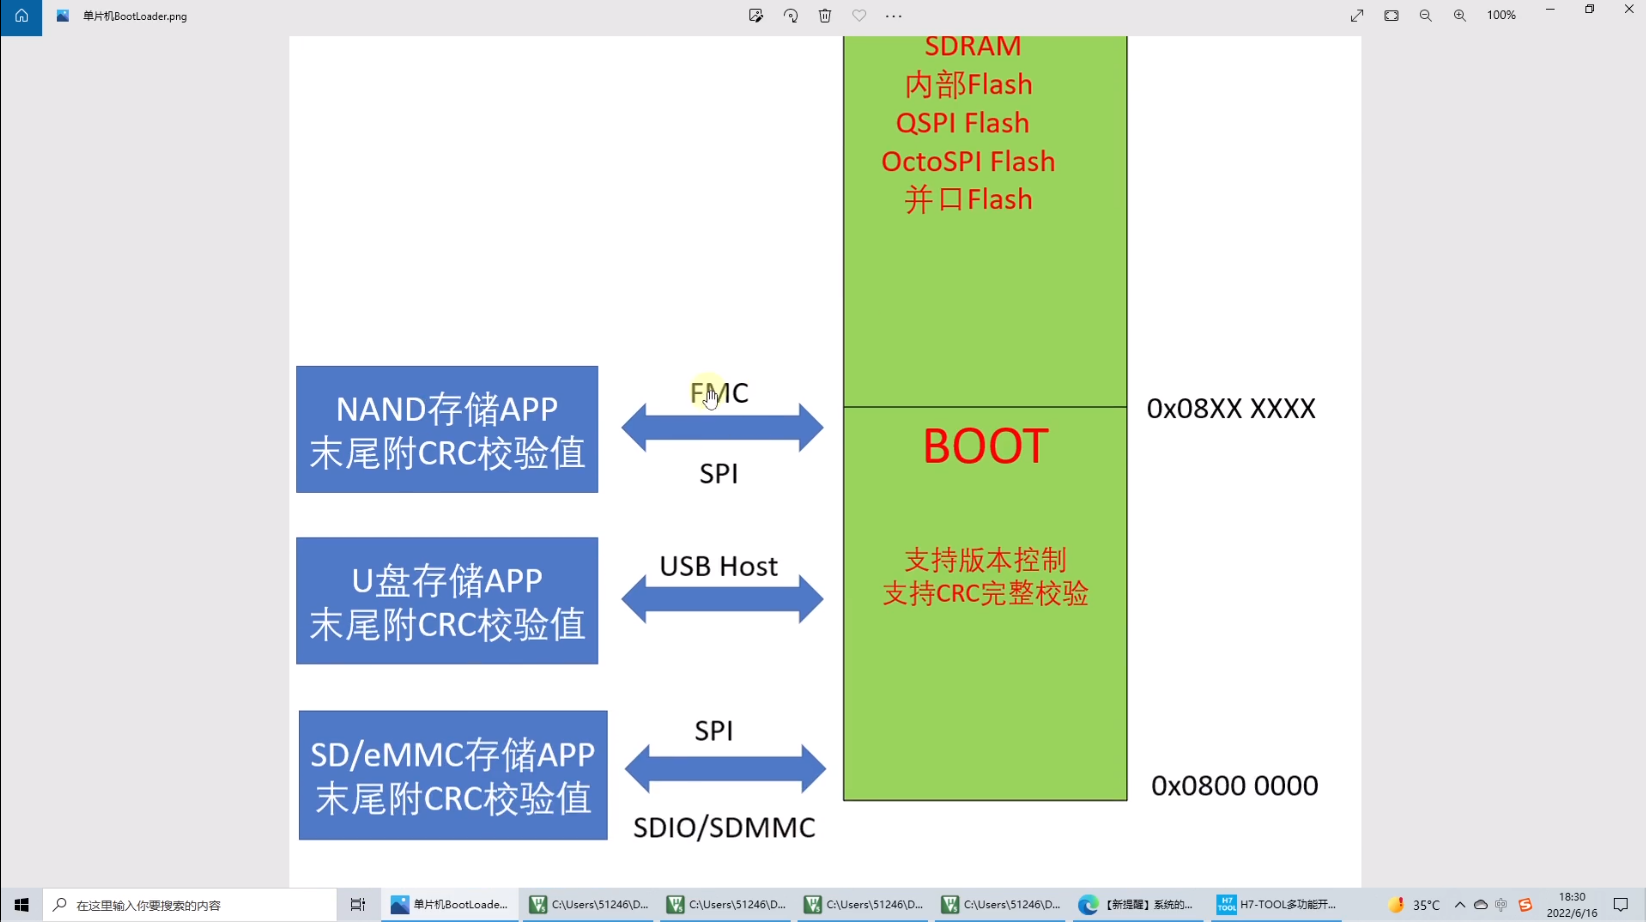 单片机BootLoader.png
100%
SDRAM
内部Flash
QSPI Flash
OctoSPI Flash
并口Flash
NAND存储APP
末尾附CRC校验值
FMC
SPI
0x08XX XXXX
BOOT
支持版本控制
支持CRC完整校验
U盘存储APP
末尾附CRC校验值
USB Host
SD/eMMC存储APP
末尾附CRC校验值
SPI
SDIO/SDMMC
0x0800 0000
在这里输入你要搜索的内容
单片机BootLoade...
C:\Users\51246\D...
C:\Users\51246\D...
C:\Users\51246\D...
C:\Users\51246\D...
【新提醒】系统的...
H7-TOOL多功能开...
H7
TOOL
35°C
中
18:30
2022/6/16